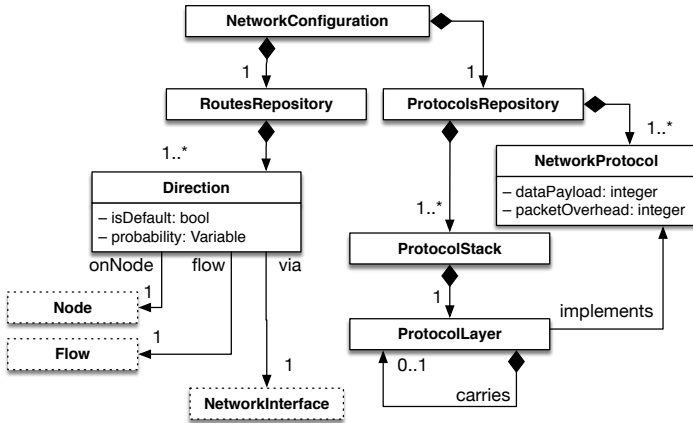 NetworkConfiguration
1
1
RoutesRepository
ProtocolsRepository
1..*
1..*
Direction
– isDefault: bool
– probability: Variable
NetworkProtocol
– dataPayload: integer
– packetOverhead: integer
1..*
ProtocolStack
onNode
flow
via
1
Node
1
implements
1
Flow
ProtocolLayer
0..1
1
carries
NetworkInterface